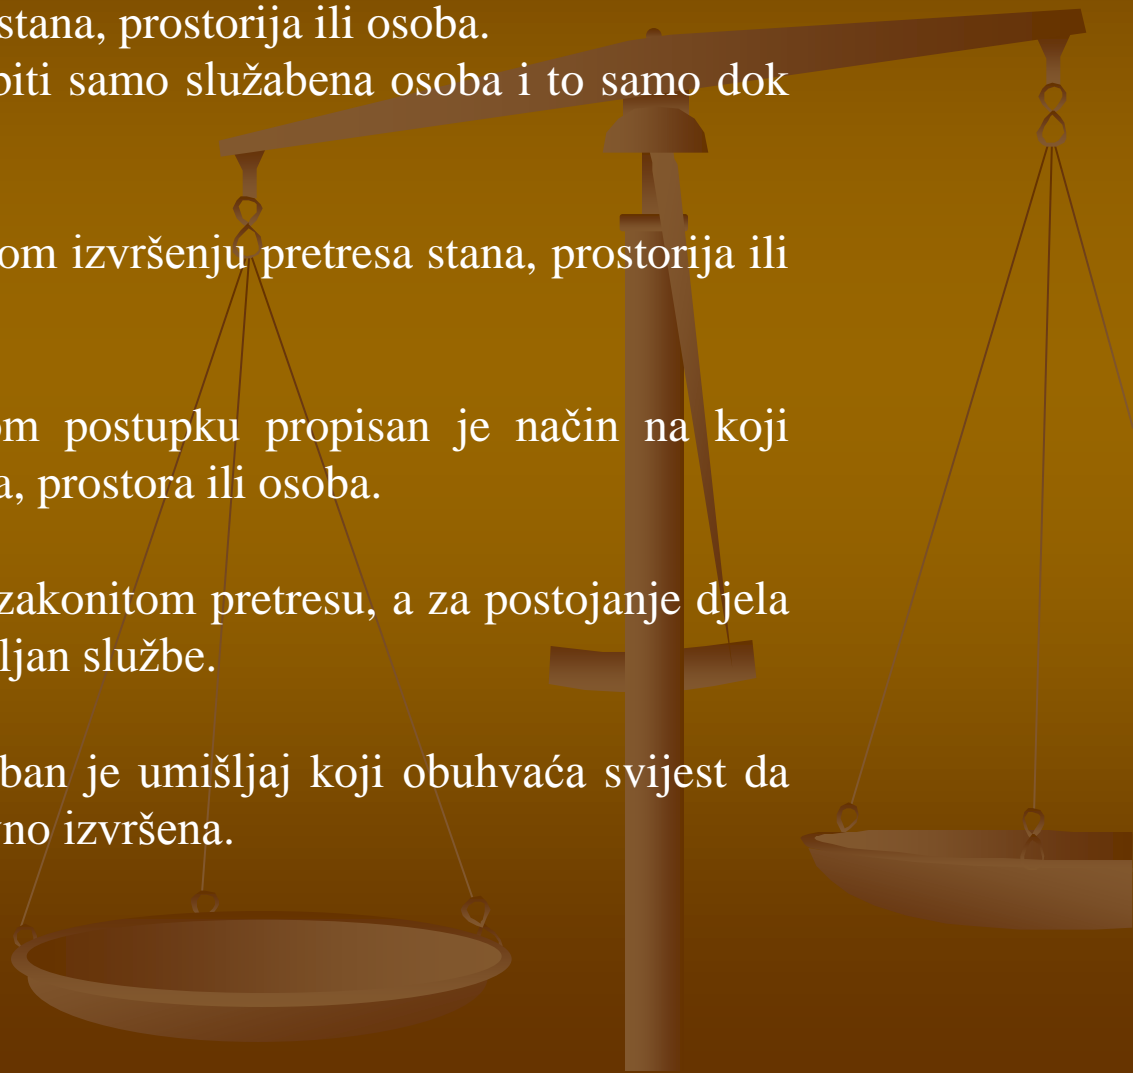 stana, prostorija ili osoba.
biti samo služabena osoba i to samo dok
om izvršenju pretresa stana, prostorija ili
om postupku propisan je način na koji
a, prostora ili osoba.
zakonitom pretresu, a za postojanje djela
ljan službe.
ban je umišljaj koji obuhvaća svijest da
no izvršena.